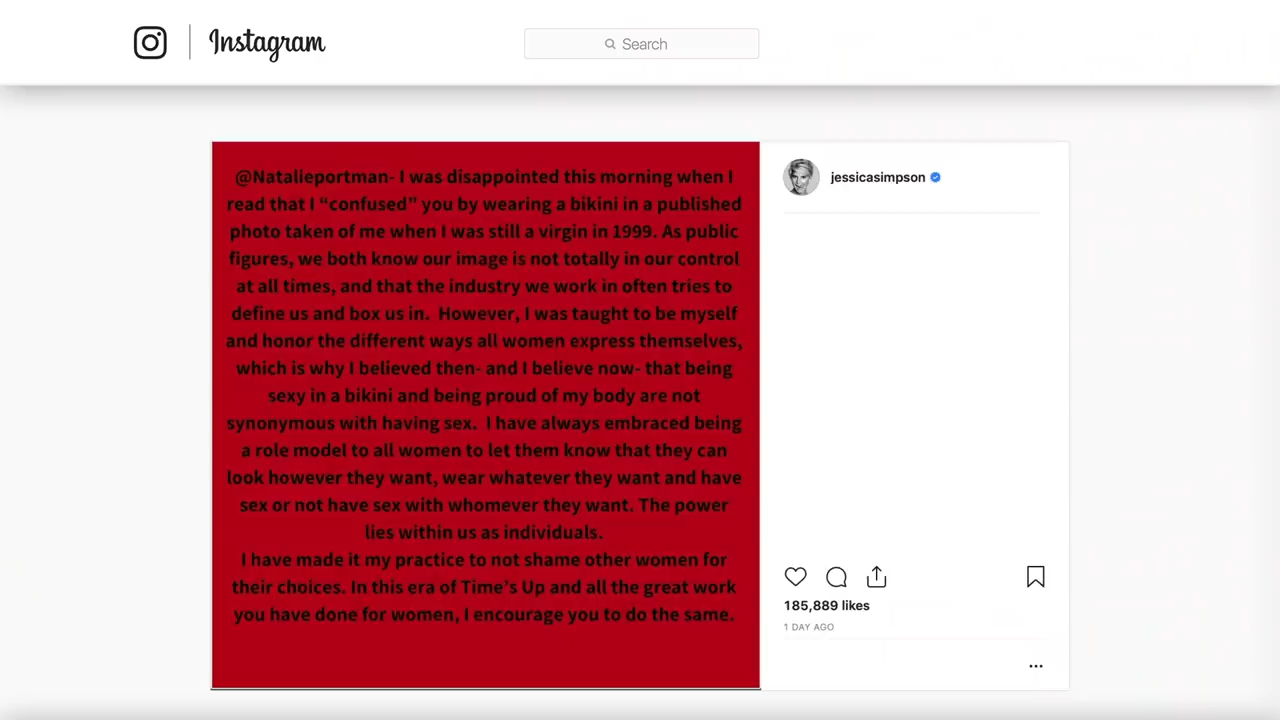 Instagram
Search
@Natalieportman- I was disappointed this morning when I
read that I “confused” you by wearing a bikini in a published
photo taken of me when I was still a virgin in 1999. As public
figures, we both know our image is not totally in our control
at all times, and that the industry we work in often tries to
define us and box us in.  However, I was taught to be myself
and honor the different ways all women express themselves,
which is why I believed then- and I believe now- that being
sexy in a bikini and being proud of my body are not
synonymous with having sex.  I have always embraced being
a role model to all women to let them know that they can
look however they want, wear whatever they want and have
sex or not have sex with whomever they want. The power
lies within us as individuals.
I have made it my practice to not shame other women for
their choices. In this era of Time’s Up and all the great work
you have done for women, I encourage you to do the same.
jessicasimpson
185,889 likes
1 DAY AGO